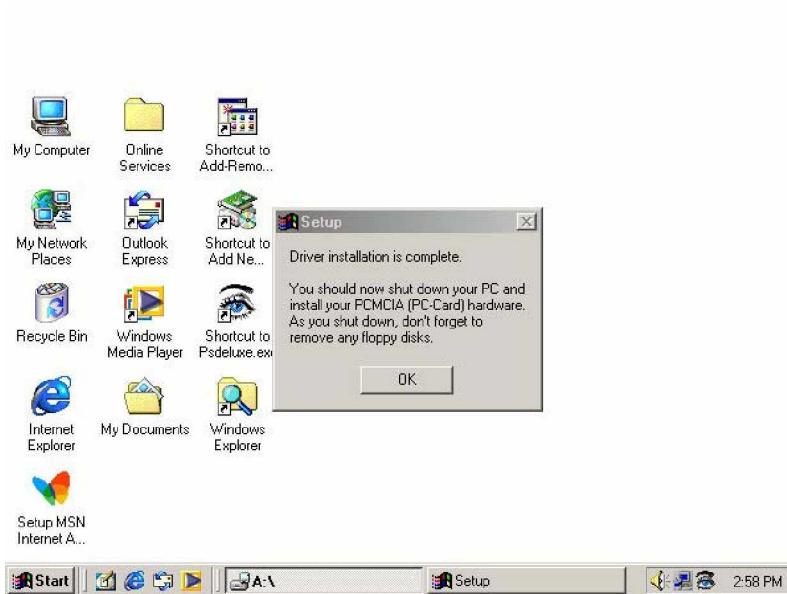 My Computer
Online
Services
Shortcut to
Add-Remo...
My Network
Places
Outlook
Express
Shortcut to
Add Ne...
Recycle Bin
Windows
Media Player
Shortcut to
Psdeluxe.exe
Internet
Explorer
My Documents
Windows
Explorer
Setup MSN
Internet A...
Setup
Driver installation is complete.
You should now shut down your PC and
install your PCMCIA (PC-Card) hardware.
As you shut down, don't forget to
remove any floppy disks.
OK
Start
A:\
Setup
2:58 PM